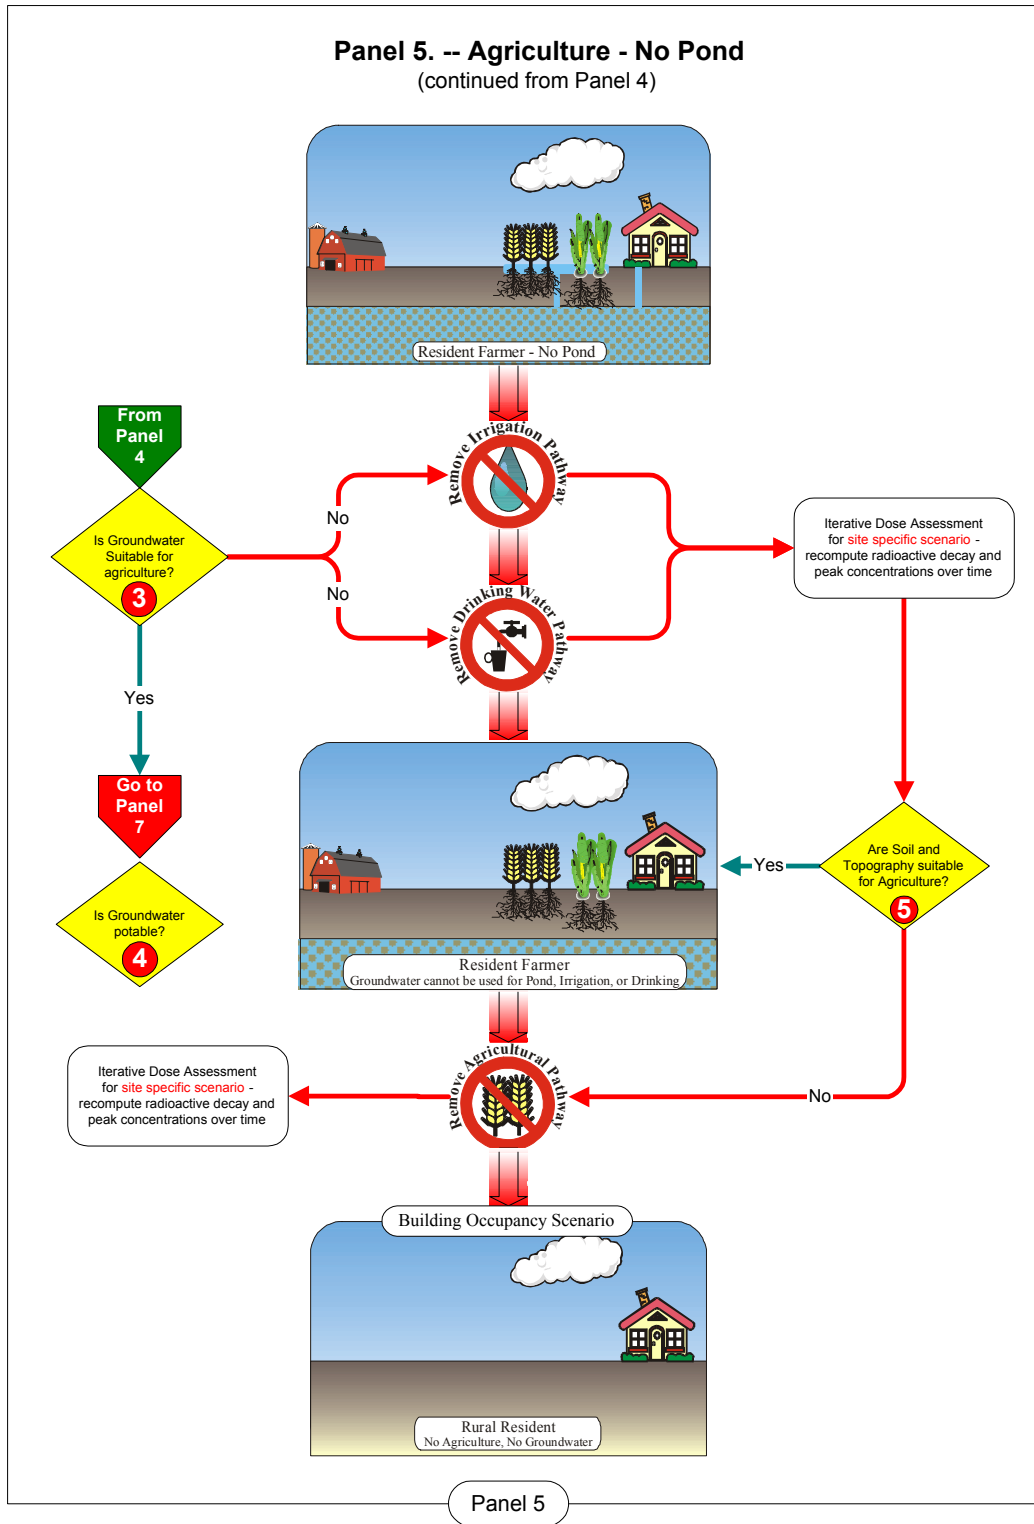 Panel 5. -- Agriculture - No Pond
(continued from Panel 4)
Resident Farmer - No Pond
From
Panel
4
Remove Irrigation Pathway
No
Is Groundwater
Suitable for
agriculture?
3
No
Iterative Dose Assessment
for site specific scenario -
recompute radioactive decay and
peak concentrations over time
Remove Drinking Water Pathway
Yes
Go to
Panel
7
Are Soil and
Topography suitable
for Agriculture?
5
Yes
Is Groundwater
potable?
4
Resident Farmer
Groundwater cannot be used for Pond, Irrigation, or Drinking
Remove Agricultural Pathway
No
Iterative Dose Assessment
for site specific scenario -
recompute radioactive decay and
peak concentrations over time
Building Occupancy Scenario
Rural Resident
No Agriculture, No Groundwater
Panel 5